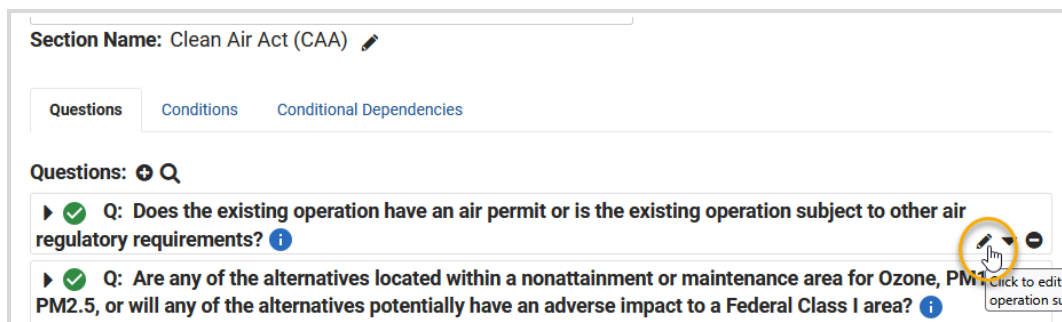 Section Name: Clean Air Act (CAA)
Questions Conditions Conditional Dependencies
Questions:
Q: Does the existing operation have an air permit or is the existing operation subject to other air
regulatory requirements?
Q: Are any of the alternatives located within a nonattainment or maintenance area for Ozone,
PM2.5, or will any of the alternatives potentially have an adverse impact to a Federal Class I area?
Click to edit
operation